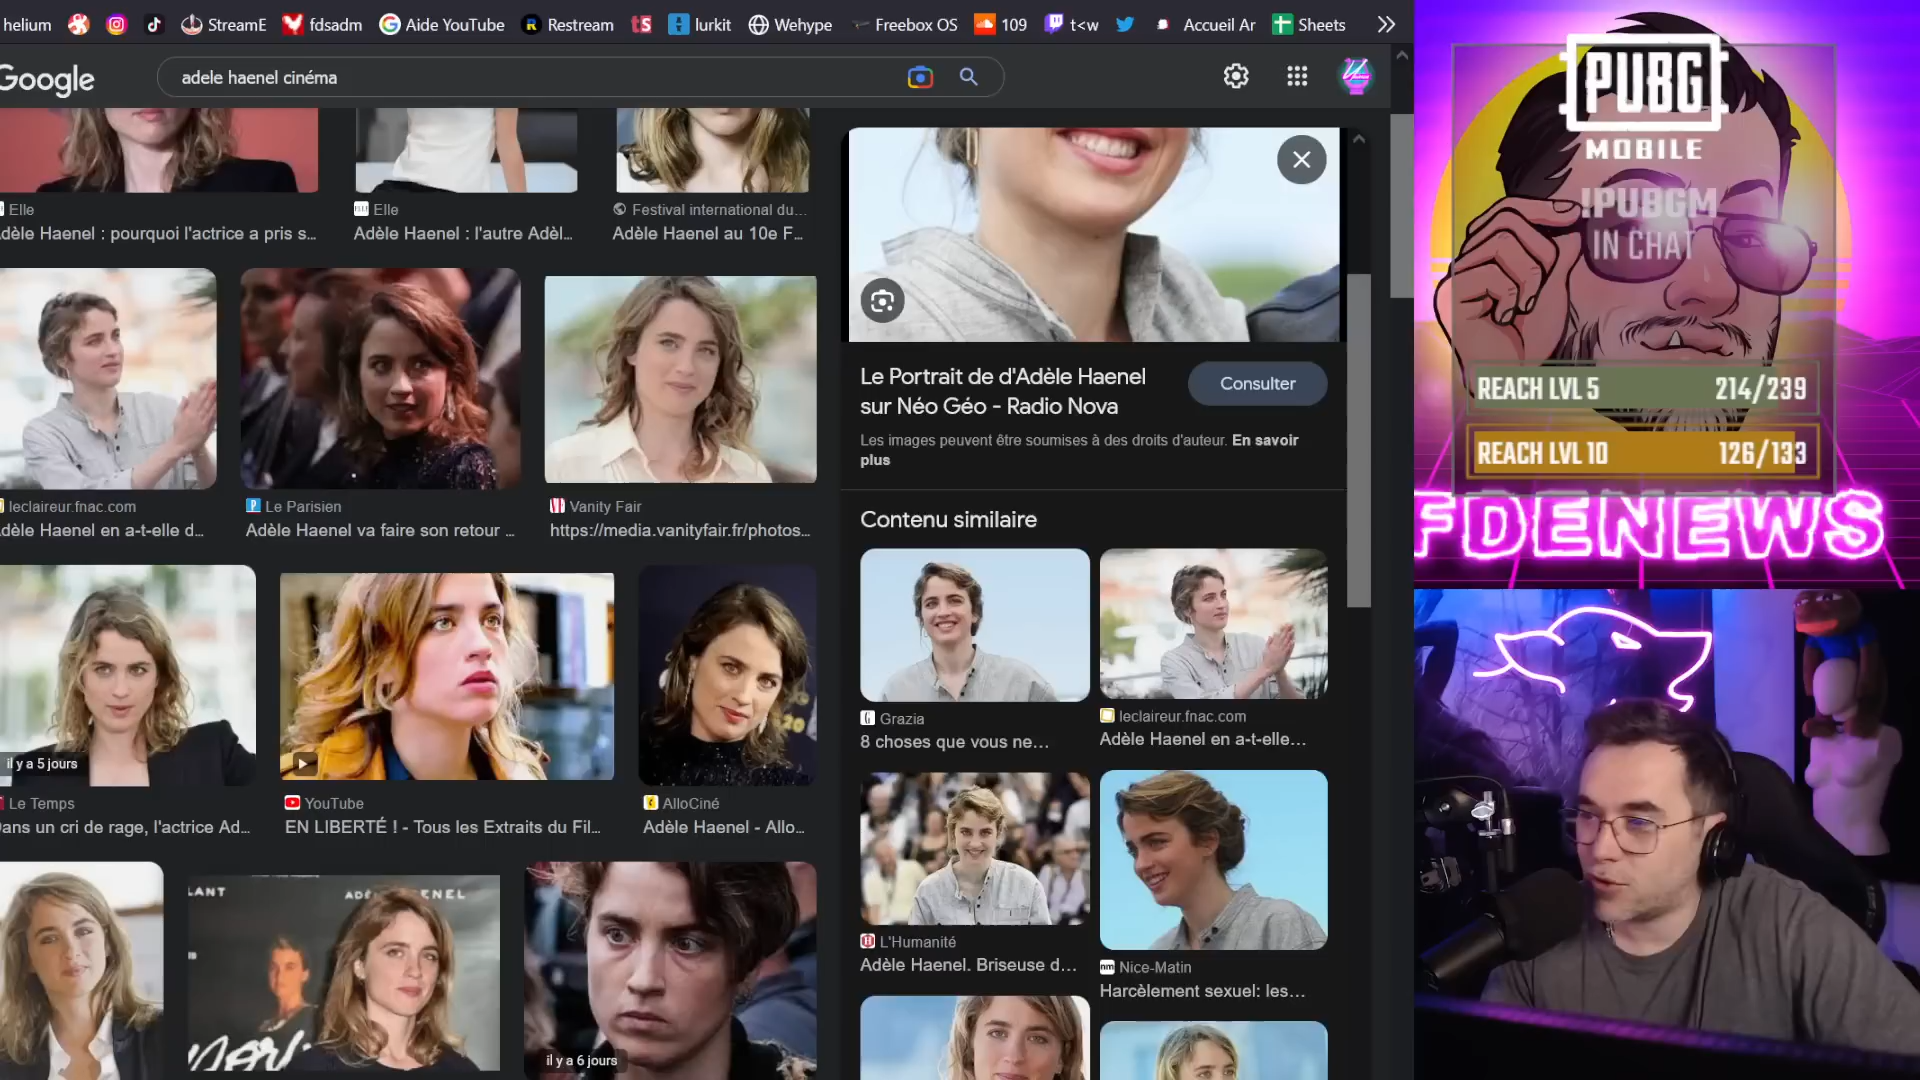 helium
StreamE
fdsadm
Aide YouTube
Restream
tS
lurkit
Wehype
Freebox OS
109
t<w
Accueil Ar
Sheets
Google
adele haenel cinéma
Elle
dèle Haenel : pourquoi l'actrice a pris s...
Elle
Adèle Haenel : l'autre Adèl...
Festival international du...
Adèle Haenel au 10e F...
leclaireur.fnac.com
dèle Haenel en a-t-elle d...
Le Parisien
Adèle Haenel va faire son retour ...
Vanity Fair
https://media.vanityfair.fr/photos...
il y a 5 jours
Le Temps
ans un cri de rage, l'actrice Ad...
YouTube
EN LIBERTÉ ! - Tous les Extraits du Fil...
AlloCiné
Adèle Haenel - Allo...
LANT
ADÈ ENEL
il y a 6 jours
Le Portrait de d'Adèle Haenel
sur Néo Géo - Radio Nova
Consulter
Les images peuvent être soumises à des droits d'auteur. En savoir
plus
Contenu similaire
Grazia
8 choses que vous ne...
leclaireur.fnac.com
Adèle Haenel en a-t-elle...
L'Humanité
Adèle Haenel. Briseuse d...
nm Nice-Matin
Harcèlement sexuel: les...
PUBG
MOBILE
!PUBGM
IN CHAT
REACH LVL 5 214/239
REACH LVL 10 126/133
FDENEWS